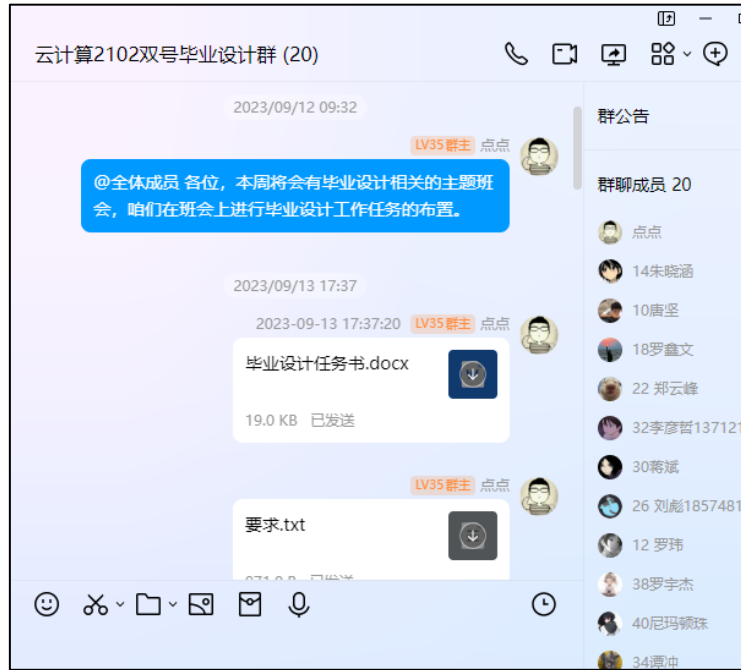 云计算2102双号毕业设计群 (20)
2023/09/12 09:32
LV35群主 点点
@全体成员 各位，本周将会有毕业设计相关的主题班
会，咱们在班会上进行毕业设计工作任务的布置。
2023/09/13 17:37
2023-09-13 17:37:20 LV35群主 点点
毕业设计任务书.docx
19.0 KB 已发送
LV35群主 点点
要求.txt
群公告
群聊成员 20
点点
14朱晓涵
10唐坚
18罗鑫文
22 郑云峰
32李彦哲137121
30蒋斌
26 刘彪1857481
12 罗玮
38罗宇杰
40尼玛顿珠
34谭冲